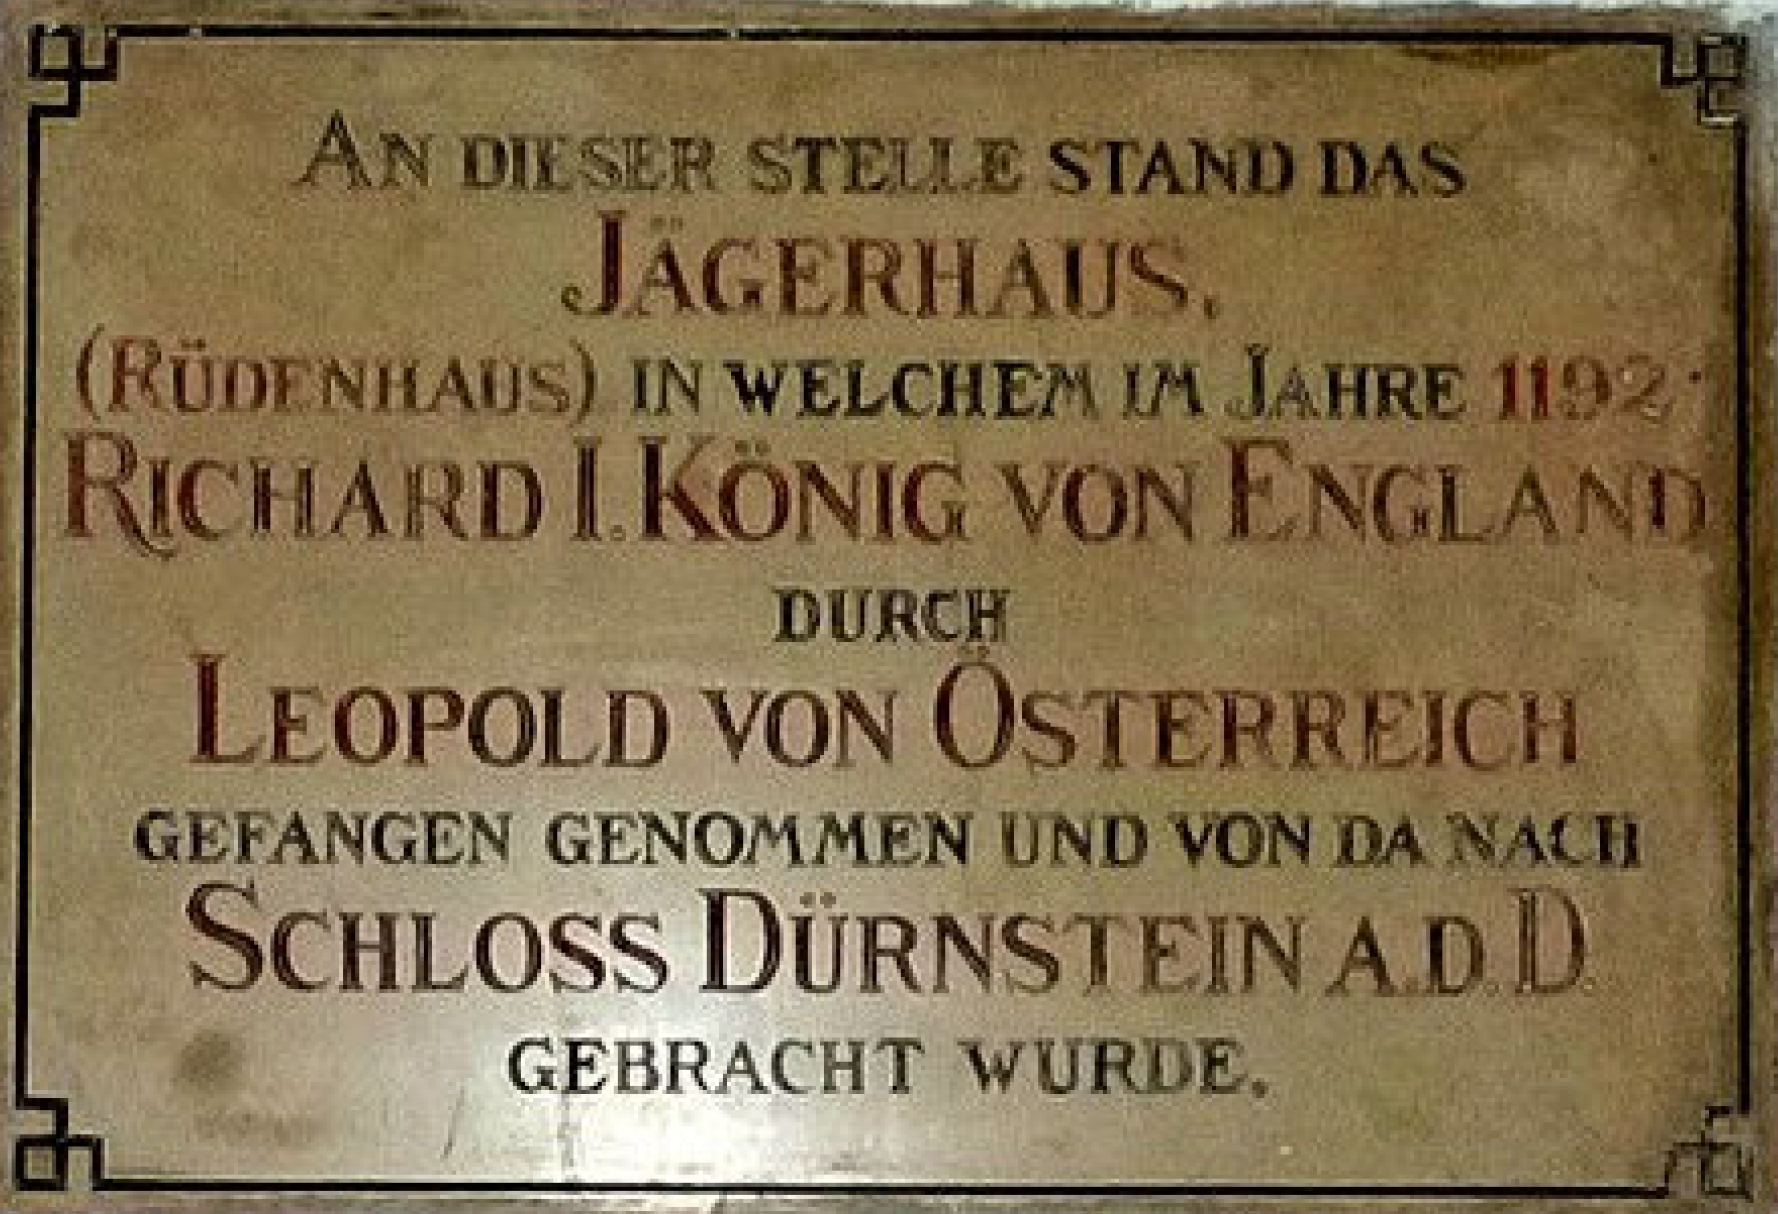 An dieser Stelle stand das
Jägerhaus,
(Rüdenhaus) in welchem im Jahre 1192
Richard I. König von England
durch
Leopold von Österreich
gefangen genommen und von da nach
Schloss Dürnstein a.d. D.
gebracht wurde.